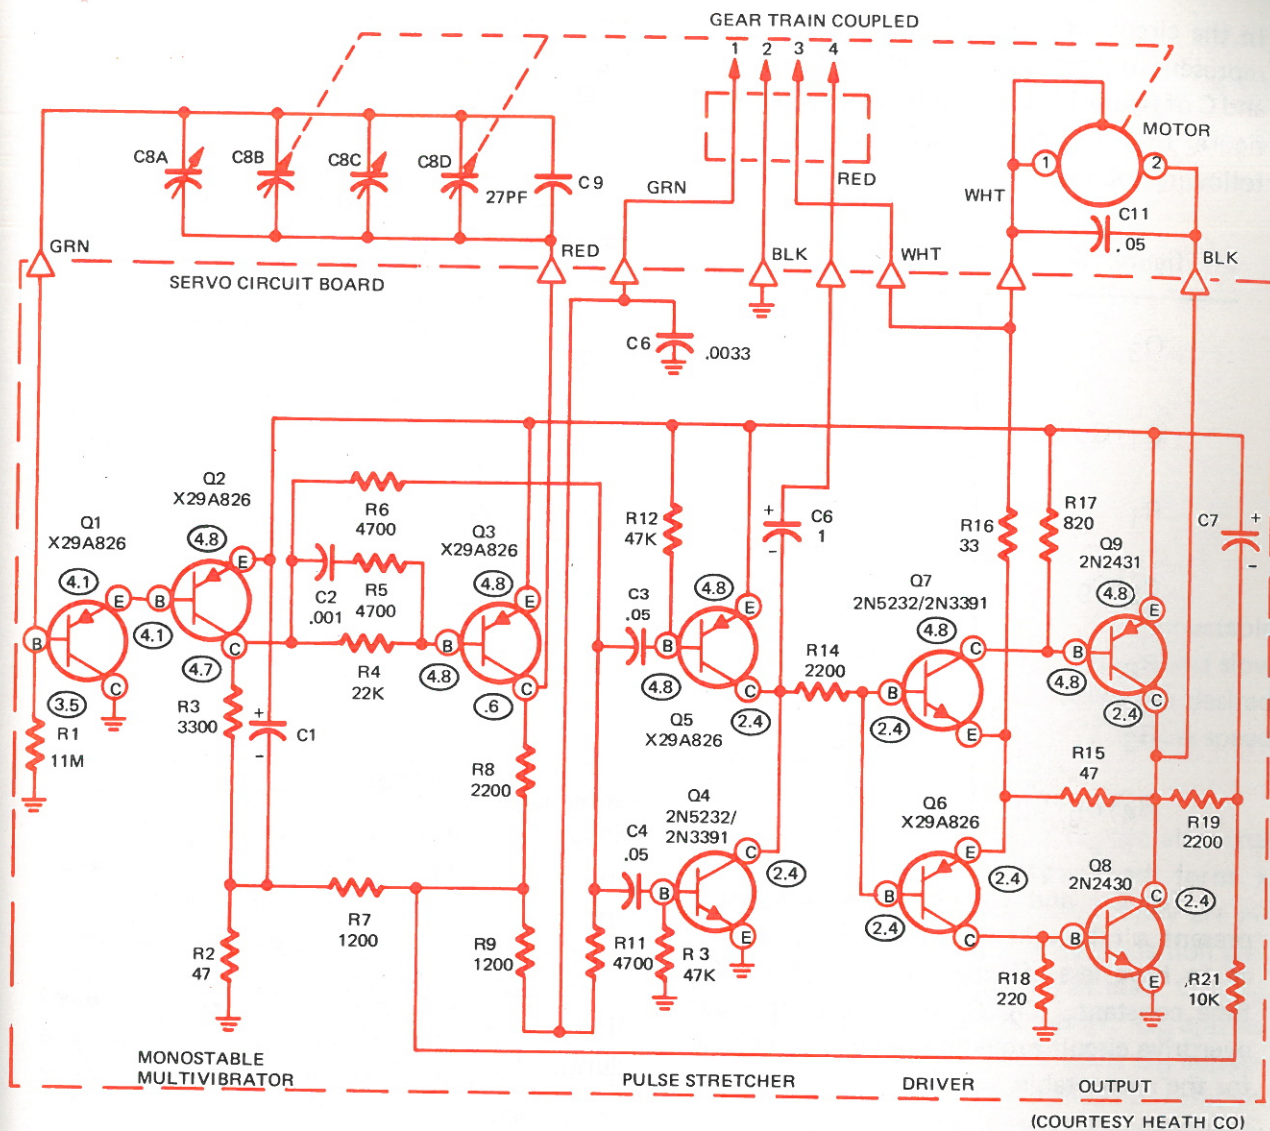 GEAR TRAIN COUPLED
1 2 3 4
MOTOR
1 2
C8A C8B C8C C8D
27PF
C9
GRN
RED
WHT
C11
.05
GRN
RED
BLK
WHT
BLK
SERVO CIRCUIT BOARD
C6 .0033
Q1
X29A826
4.1
E
B
C
3.5
R1
11M
Q2
X29A826
4.8
E
B
4.1
C
4.7
R3
3300
+
C1
-
R6
4700
C2
.001
R5
4700
R4
22K
Q3
X29A826
4.8
E
B
4.8
C
.6
R8
2200
R12
47K
C3
.05
4.8
E
B
4.8
C
2.4
Q5
X29A826
+
C6
1
-
R14
2200
Q7
2N5232/2N3391
4.8
C
B
2.4
E
R16
33
R17
820
Q9
2N2431
4.8
E
B
4.8
C
2.4
C7
+
-
R15
47
R19
2200
Q4
2N5232/
2N3391
C4
.05
C
B
2.4
E
R 3
47K
R11
4700
Q6
X29A826
E
2.4
B
2.4
C
Q8
2N2430
C
2.4
B
E
R18
220
R21
10K
R7
1200
R9
1200
R2
47
MONOSTABLE
MULTIVIBRATOR
PULSE STRETCHER
DRIVER
OUTPUT
(COURTESY HEATH CO)